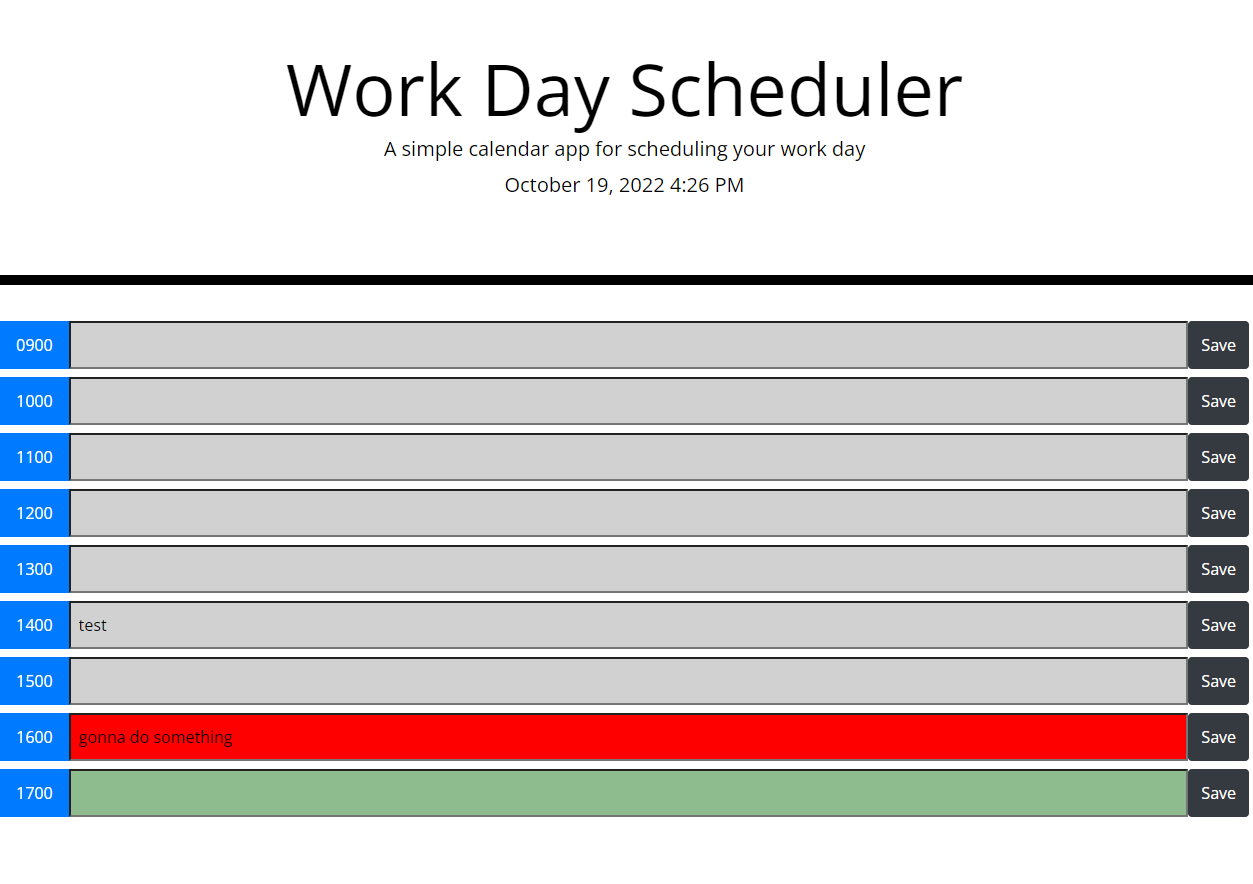 Work Day Scheduler
A simple calendar app for scheduling your work day
October 19, 2022 4:26 PM
0900 Save
1000 Save
1100 Save
1200 Save
1300 Save
1400 test Save
1500 Save
1600 gonna do something Save
1700 Save